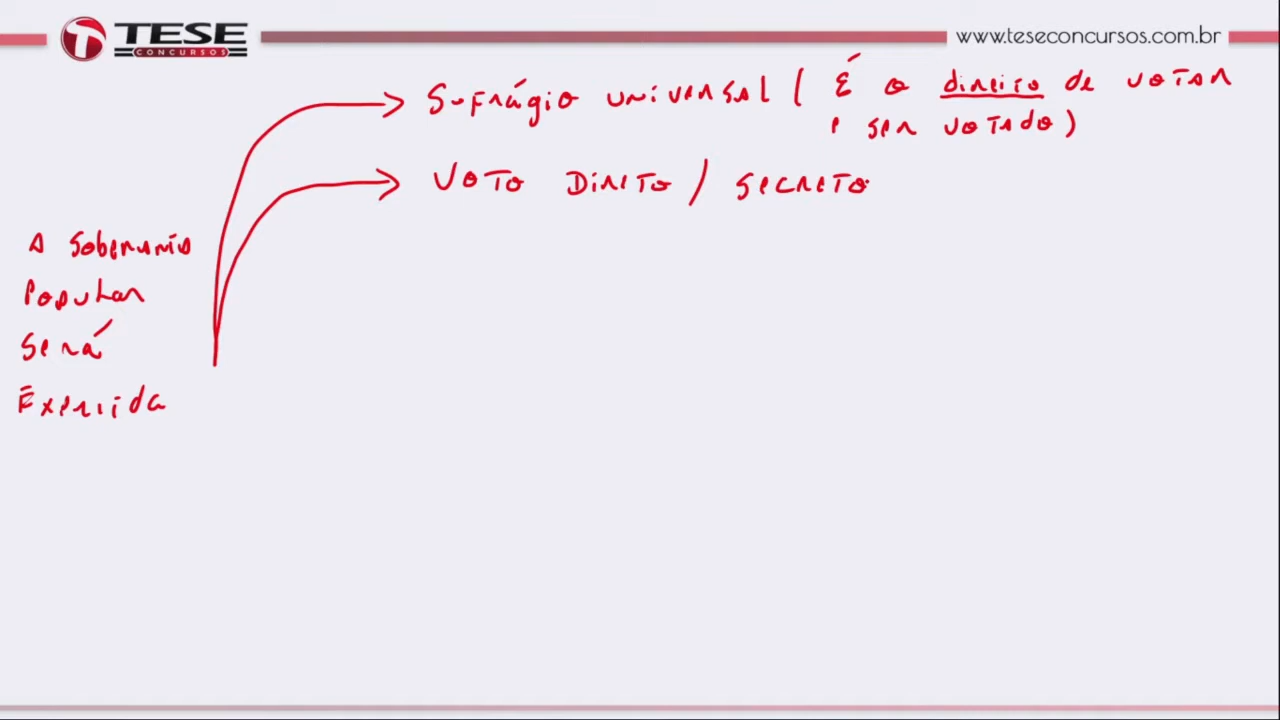 TESE
CONCURSOS
www.teseconcursos.com.br
Sufrágio universal ( É o direito de votar
e ser votado)
Voto Direto / secreto
A Soberania
Popular
Será
Exercida